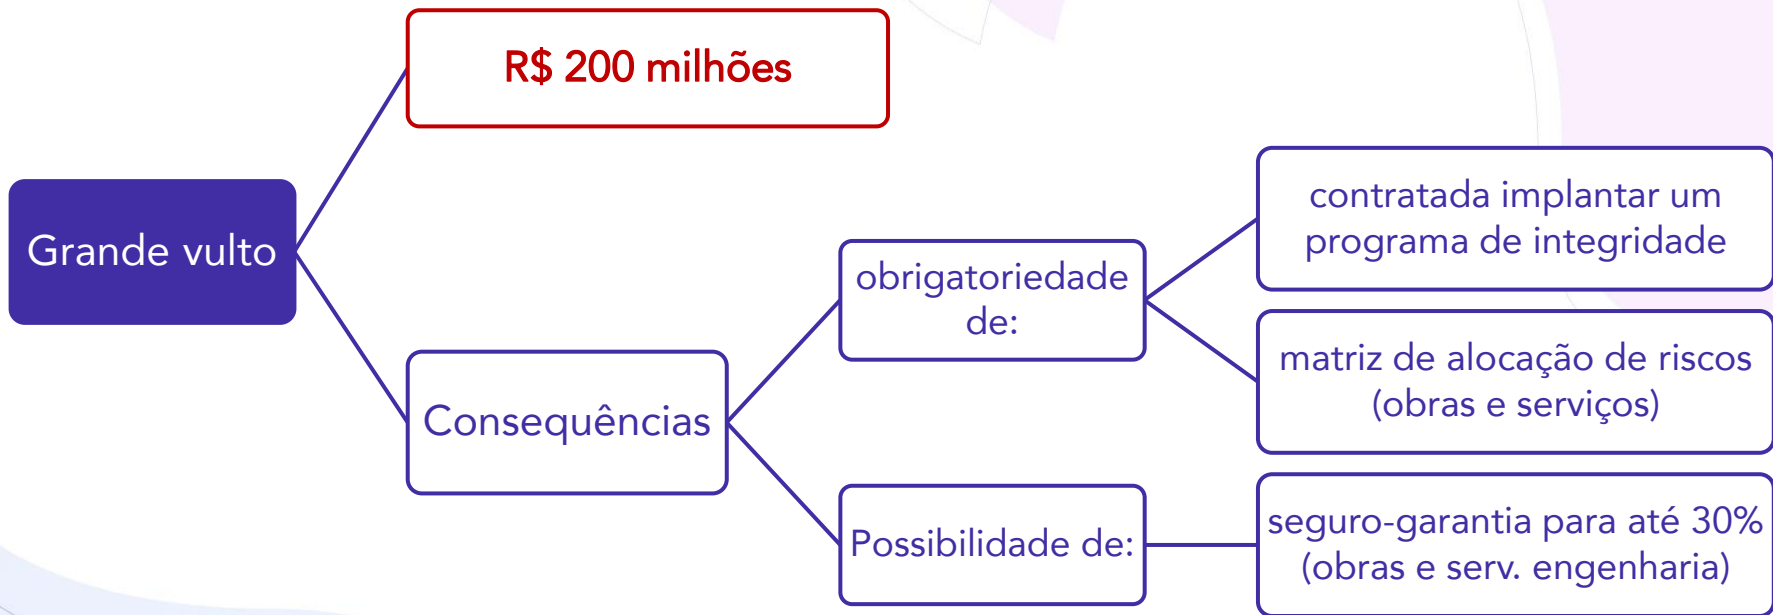 Grande vulto
R$ 200 milhões
Consequências
obrigatoriedade
de:
contratada implantar um
programa de integridade
matriz de alocação de riscos
(obras e serviços)
Possibilidade de:
seguro-garantia para até 30%
(obras e serv. engenharia)